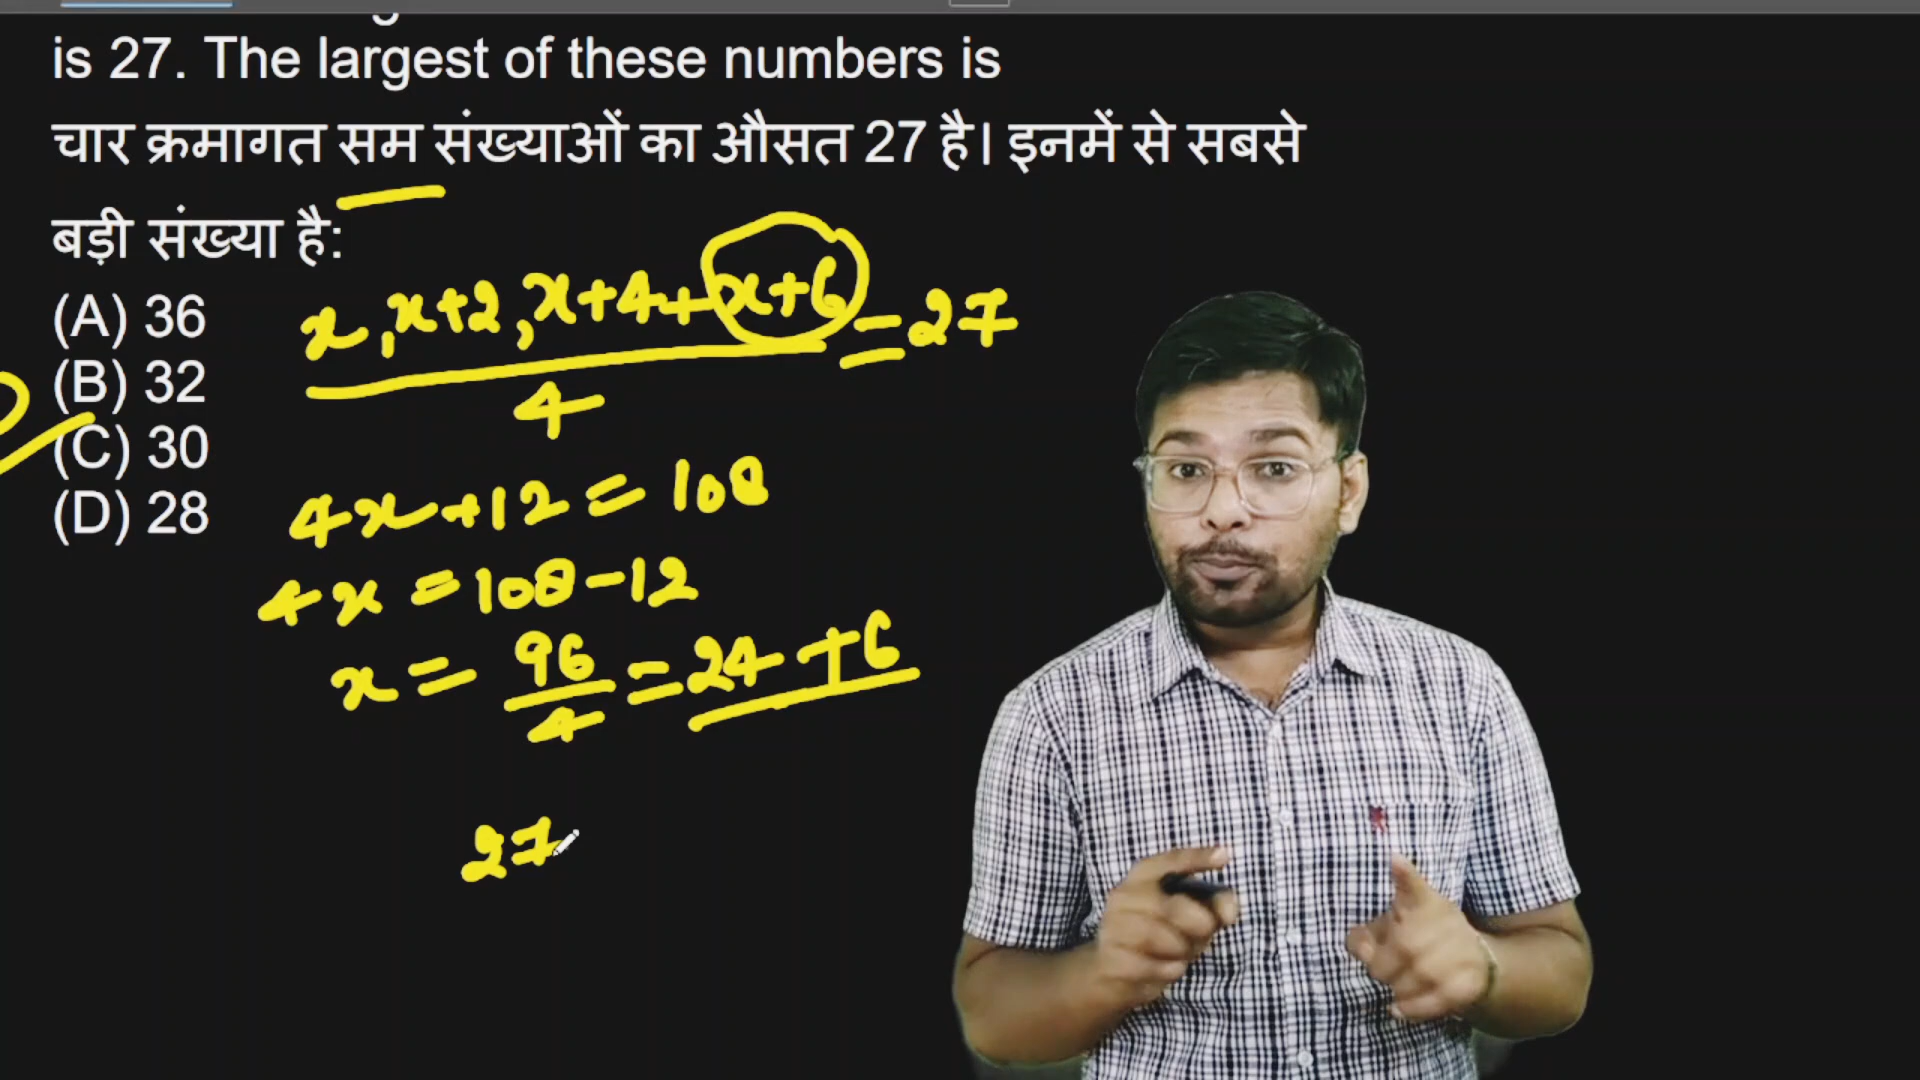 is 27. The largest of these numbers is
चार क्रमागत सम संख्याओं का औसत 27 है। इनमें से सबसे
बड़ी संख्या है:
(A) 36
(B) 32
(C) 30
(D) 28
x, x+2, x+4+x+6 = 27
4
4x+12 = 108
4x = 108-12
x = 96/4 = 24+6
27